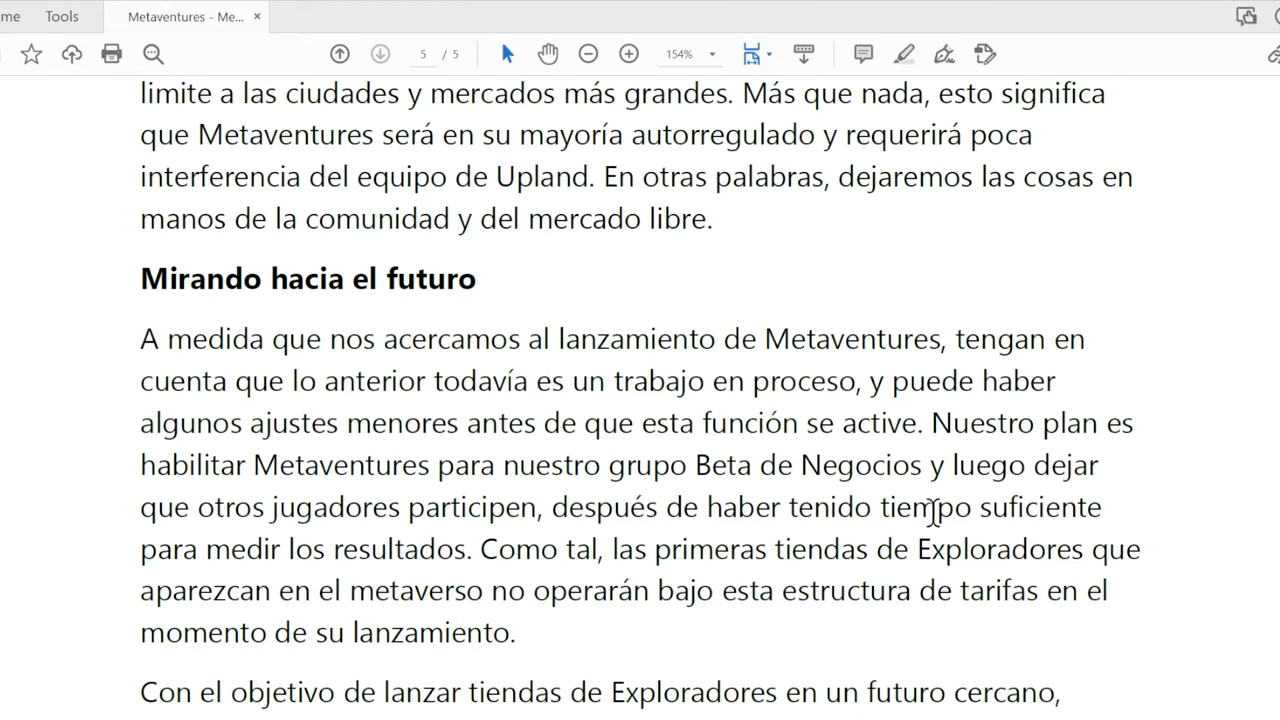 me Tools Metaventures - Me... ×
5 / 5 154%
limite a las ciudades y mercados más grandes. Más que nada, esto significa
que Metaventures será en su mayoría autorregulado y requerirá poca
interferencia del equipo de Upland. En otras palabras, dejaremos las cosas en
manos de la comunidad y del mercado libre.
Mirando hacia el futuro
A medida que nos acercamos al lanzamiento de Metaventures, tengan en
cuenta que lo anterior todavía es un trabajo en proceso, y puede haber
algunos ajustes menores antes de que esta función se active. Nuestro plan es
habilitar Metaventures para nuestro grupo Beta de Negocios y luego dejar
que otros jugadores participen, después de haber tenido tiempo suficiente
para medir los resultados. Como tal, las primeras tiendas de Exploradores que
aparezcan en el metaverso no operarán bajo esta estructura de tarifas en el
momento de su lanzamiento.
Con el objetivo de lanzar tiendas de Exploradores en un futuro cercano,